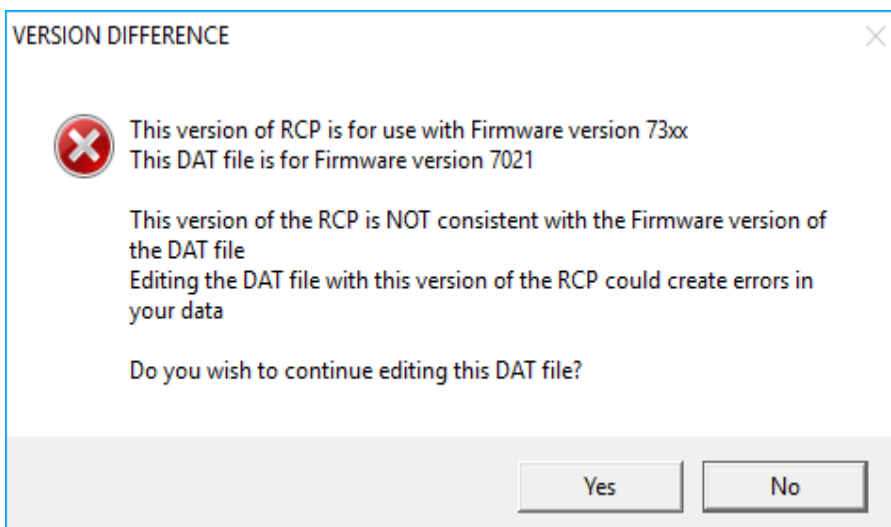 VERSION DIFFERENCE
This version of RCP is for use with Firmware version 73xx
This DAT file is for Firmware version 7021
This version of the RCP is NOT consistent with the Firmware version of
the DAT file
Editing the DAT file with this version of the RCP could create errors in
your data
Do you wish to continue editing this DAT file?
Yes
No